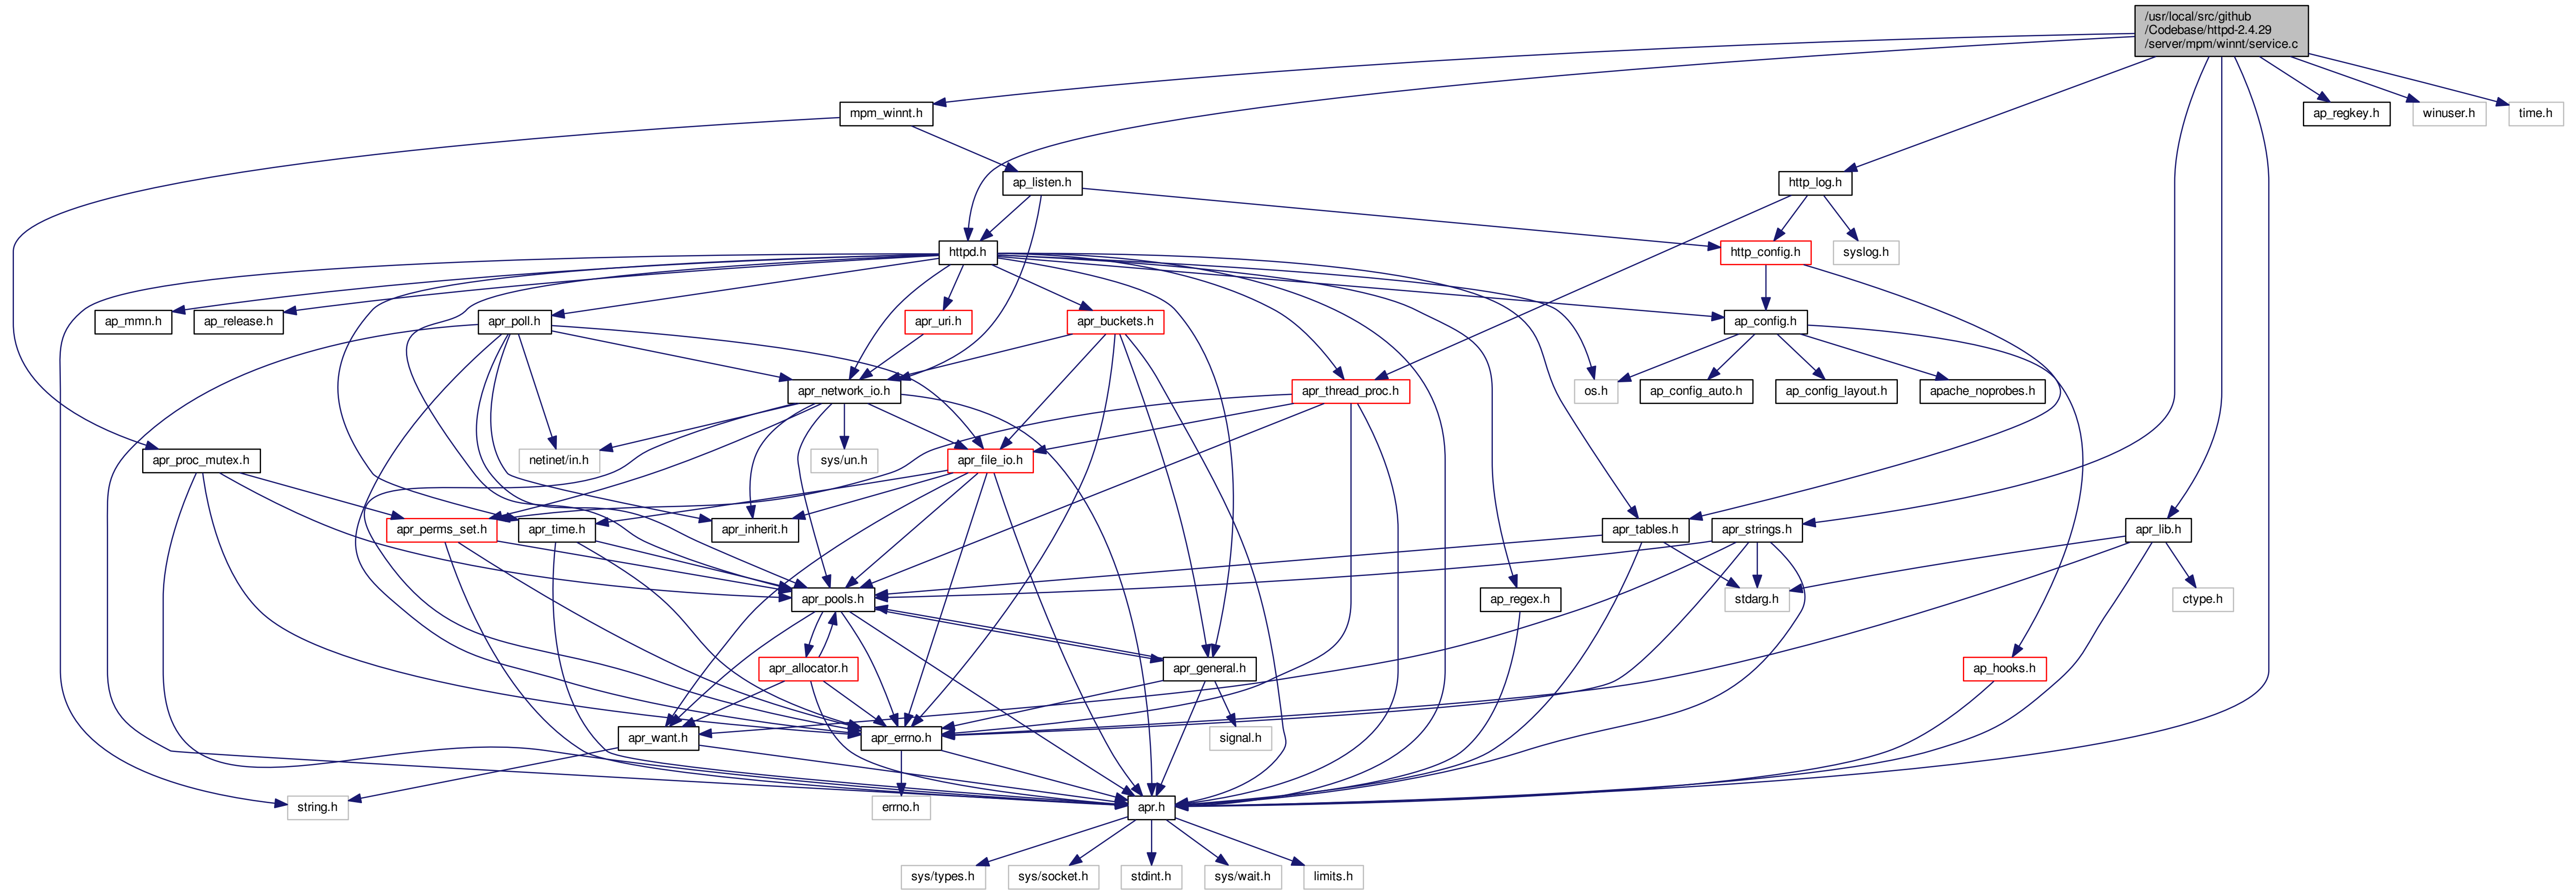 /usr/local/src/github
/Codebase/httpd-2.4.29
/server/mpm/winnt/service.c
mpm_winnt.h
ap_regkey.h
winuser.h
time.h
ap_listen.h
http_log.h
httpd.h
http_config.h
syslog.h
ap_mmn.h
ap_release.h
apr_poll.h
apr_uri.h
apr_buckets.h
ap_config.h
apr_network_io.h
apr_thread_proc.h
os.h
ap_config_auto.h
ap_config_layout.h
apache_noprobes.h
apr_proc_mutex.h
netinet/in.h
sys/un.h
apr_file_io.h
apr_perms_set.h
apr_time.h
apr_inherit.h
apr_tables.h
apr_strings.h
apr_lib.h
apr_pools.h
ap_regex.h
stdarg.h
ctype.h
apr_allocator.h
apr_general.h
ap_hooks.h
apr_want.h
apr_errno.h
signal.h
string.h
errno.h
apr.h
sys/types.h
sys/socket.h
stdint.h
sys/wait.h
limits.h